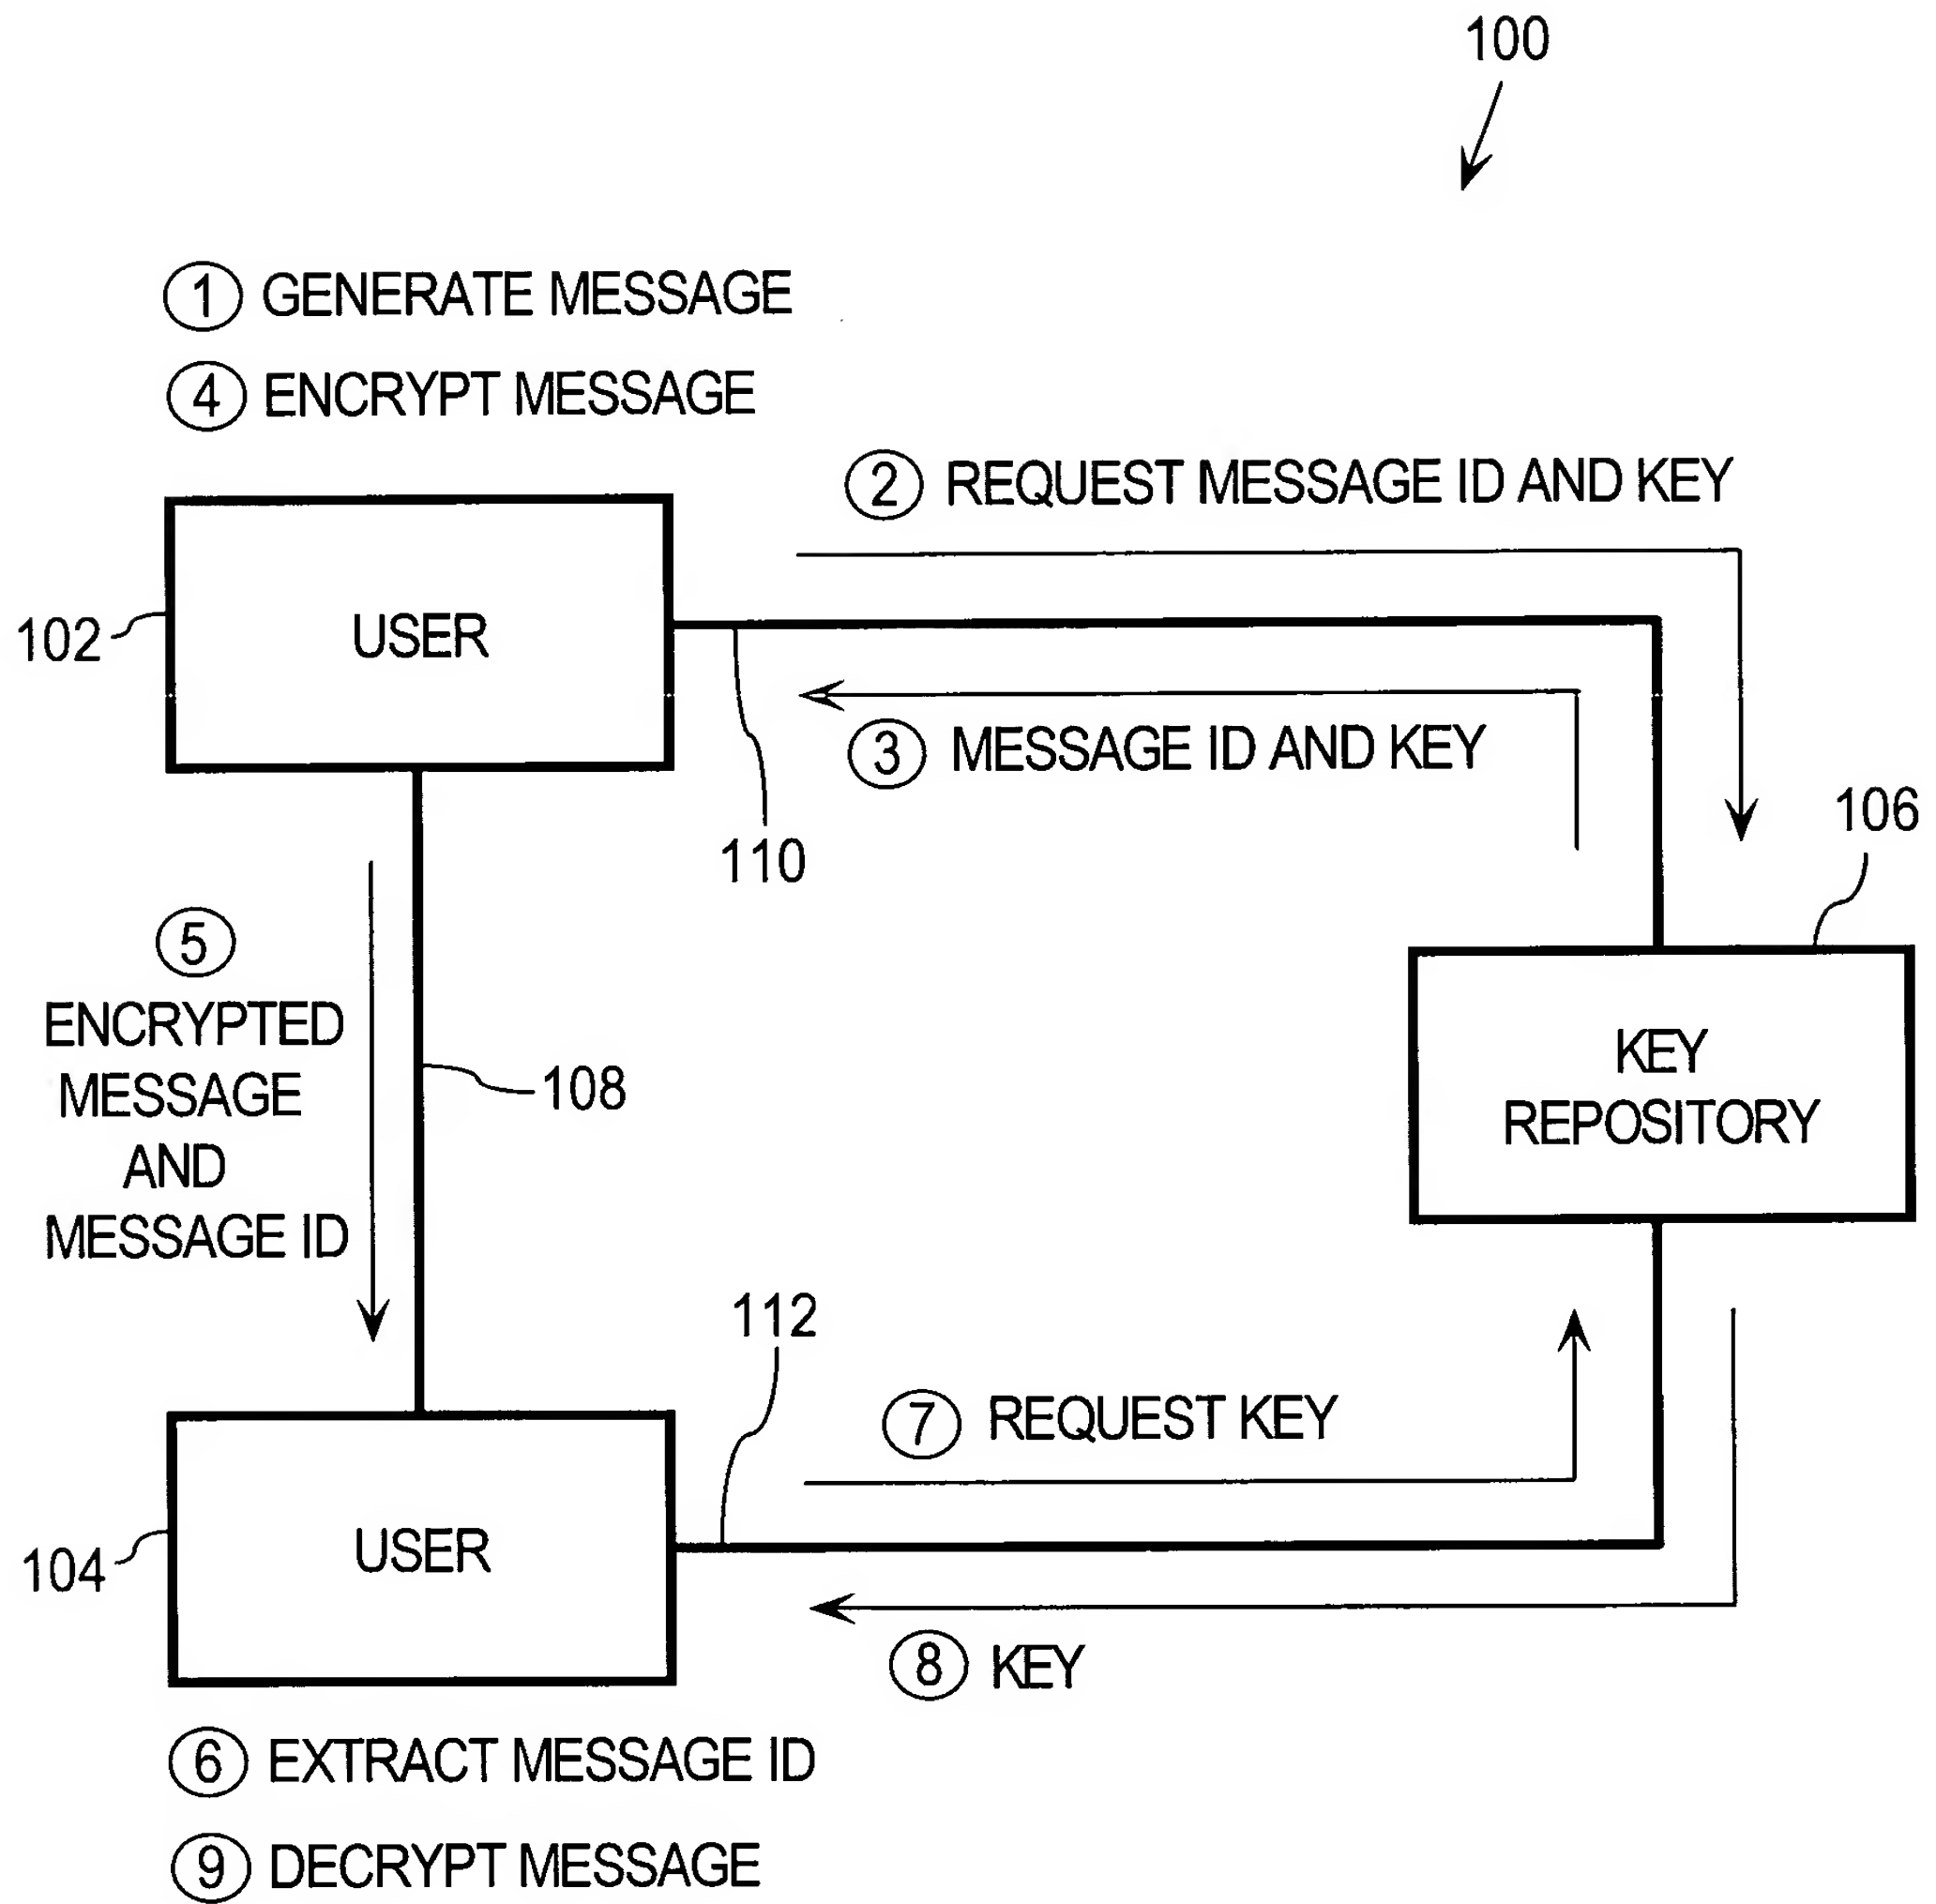 100
① GENERATE MESSAGE
④ ENCRYPT MESSAGE
② REQUEST MESSAGE ID AND KEY
102
USER
③ MESSAGE ID AND KEY
110
106
⑤
ENCRYPTED
MESSAGE
AND
MESSAGE ID
108
KEY
REPOSITORY
112
⑦ REQUEST KEY
104
USER
⑧ KEY
⑥ EXTRACT MESSAGE ID
⑨ DECRYPT MESSAGE